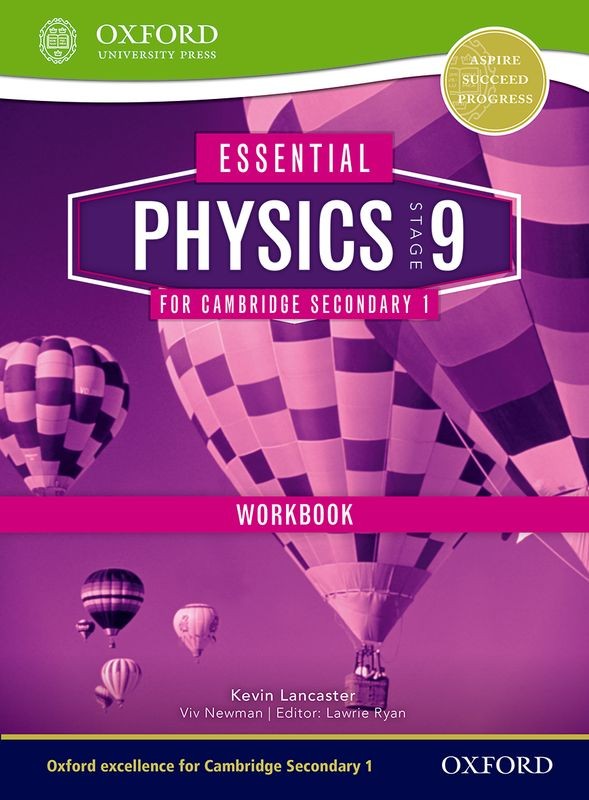 OXFORD
UNIVERSITY PRESS
ASPIRE
SUCCEED
PROGRESS
ESSENTIAL
PHYSICS STAGE 9
FOR CAMBRIDGE SECONDARY 1
WORKBOOK
Kevin Lancaster
Viv Newman | Editor: Lawrie Ryan
Oxford excellence for Cambridge Secondary 1
OXFORD